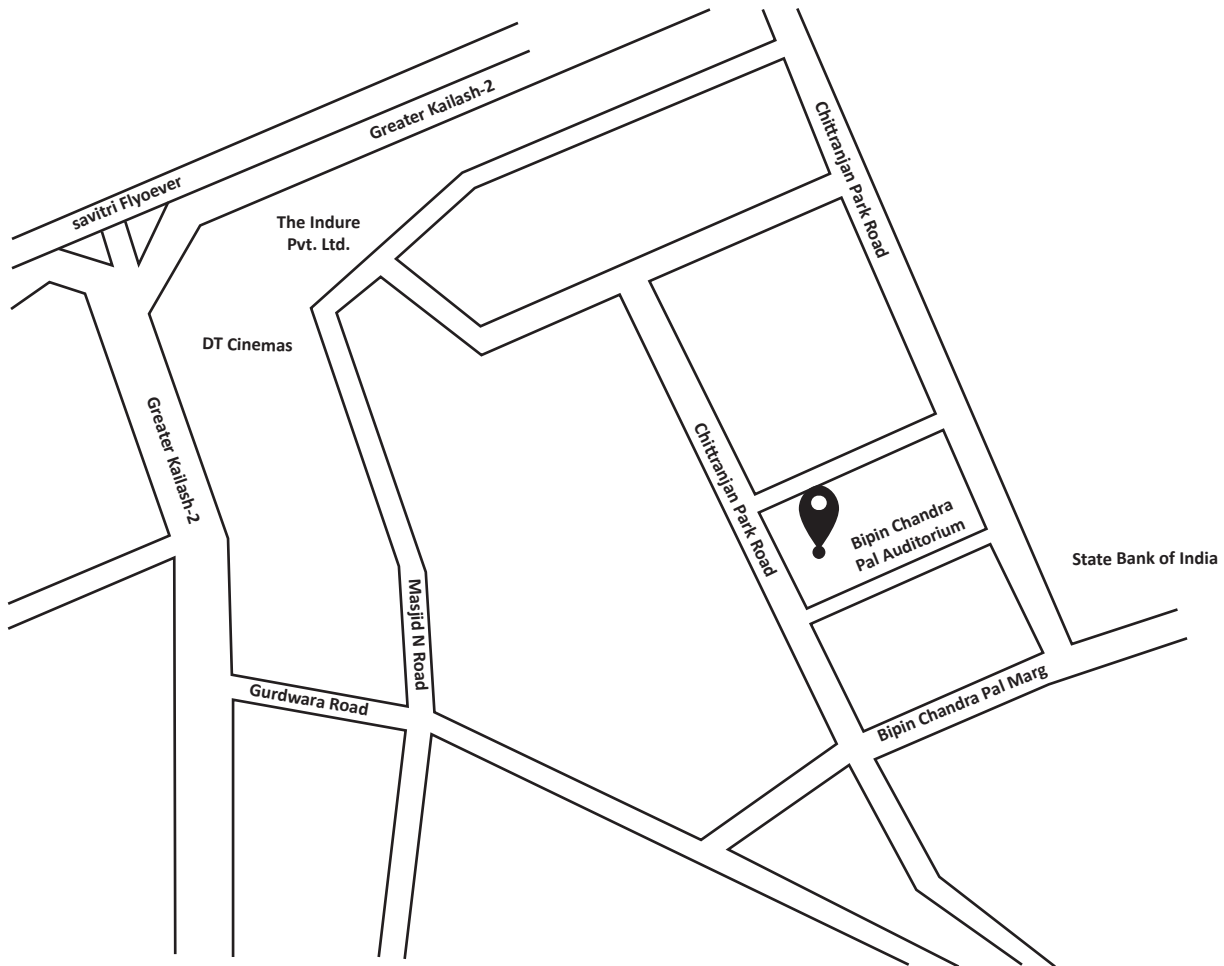 Greater Kailash-2
savitri Flyoever
Chittranjan Park Road
The Indure
Pvt. Ltd.
DT Cinemas
Greater Kailash-2
Chittranjan Park Road
Bipin Chandra
Pal Auditorium
State Bank of India
Masjid N Road
Gurdwara Road
Bipin Chandra Pal Marg